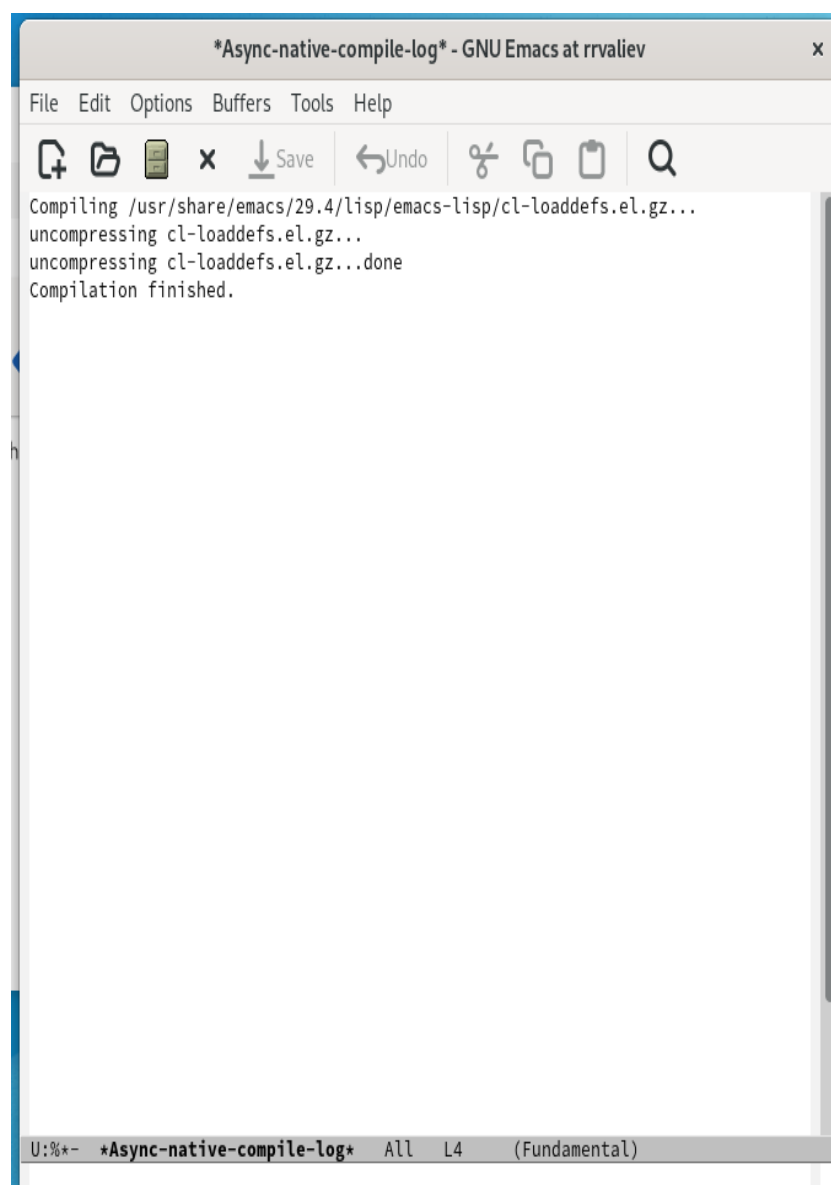 *Async-native-compile-log* - GNU Emacs at rrvaliev
File Edit Options Buffers Tools Help
Save Undo
Compiling /usr/share/emacs/29.4/lisp/emacs-lisp/cl-loaddefs.el.gz...
uncompressing cl-loaddefs.el.gz...
uncompressing cl-loaddefs.el.gz...done
Compilation finished.
h
U:%*- *Async-native-compile-log* All L4 (Fundamental)